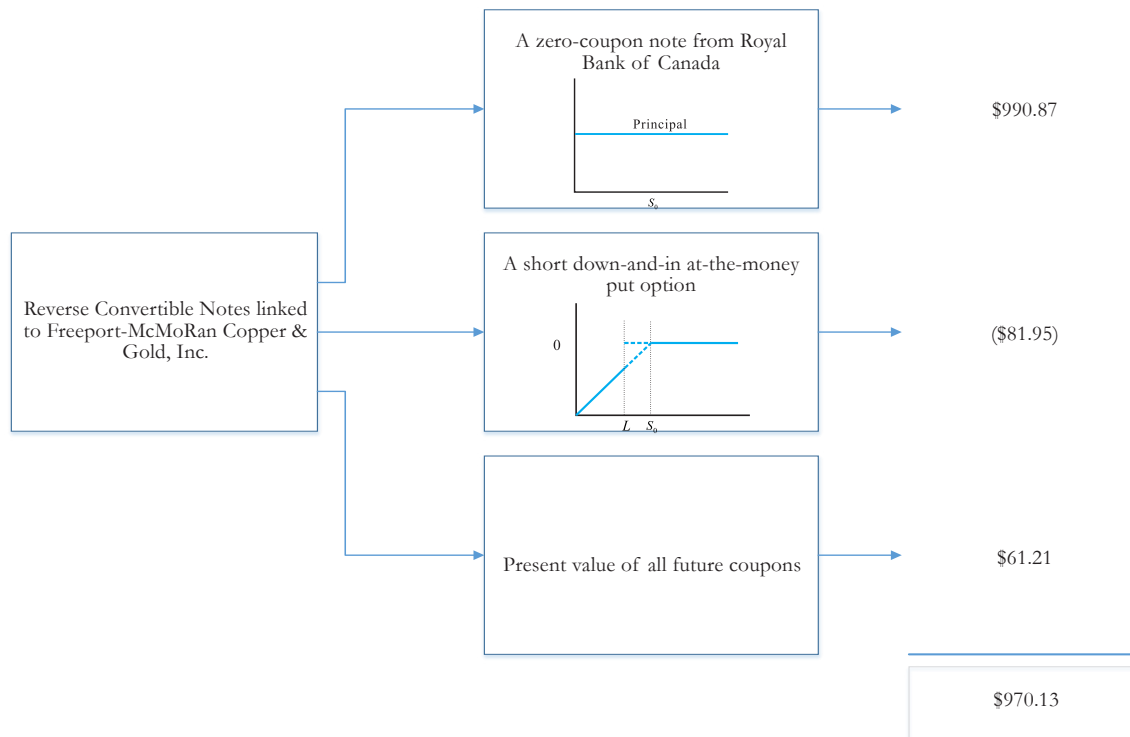 A zero-coupon note from Royal
Bank of Canada
Principal
S₀
$990.87
Reverse Convertible Notes linked
to Freeport-McMoRan Copper &
Gold, Inc.
A short down-and-in at-the-money
put option
0
L S₀
($81.95)
Present value of all future coupons
$61.21
$970.13